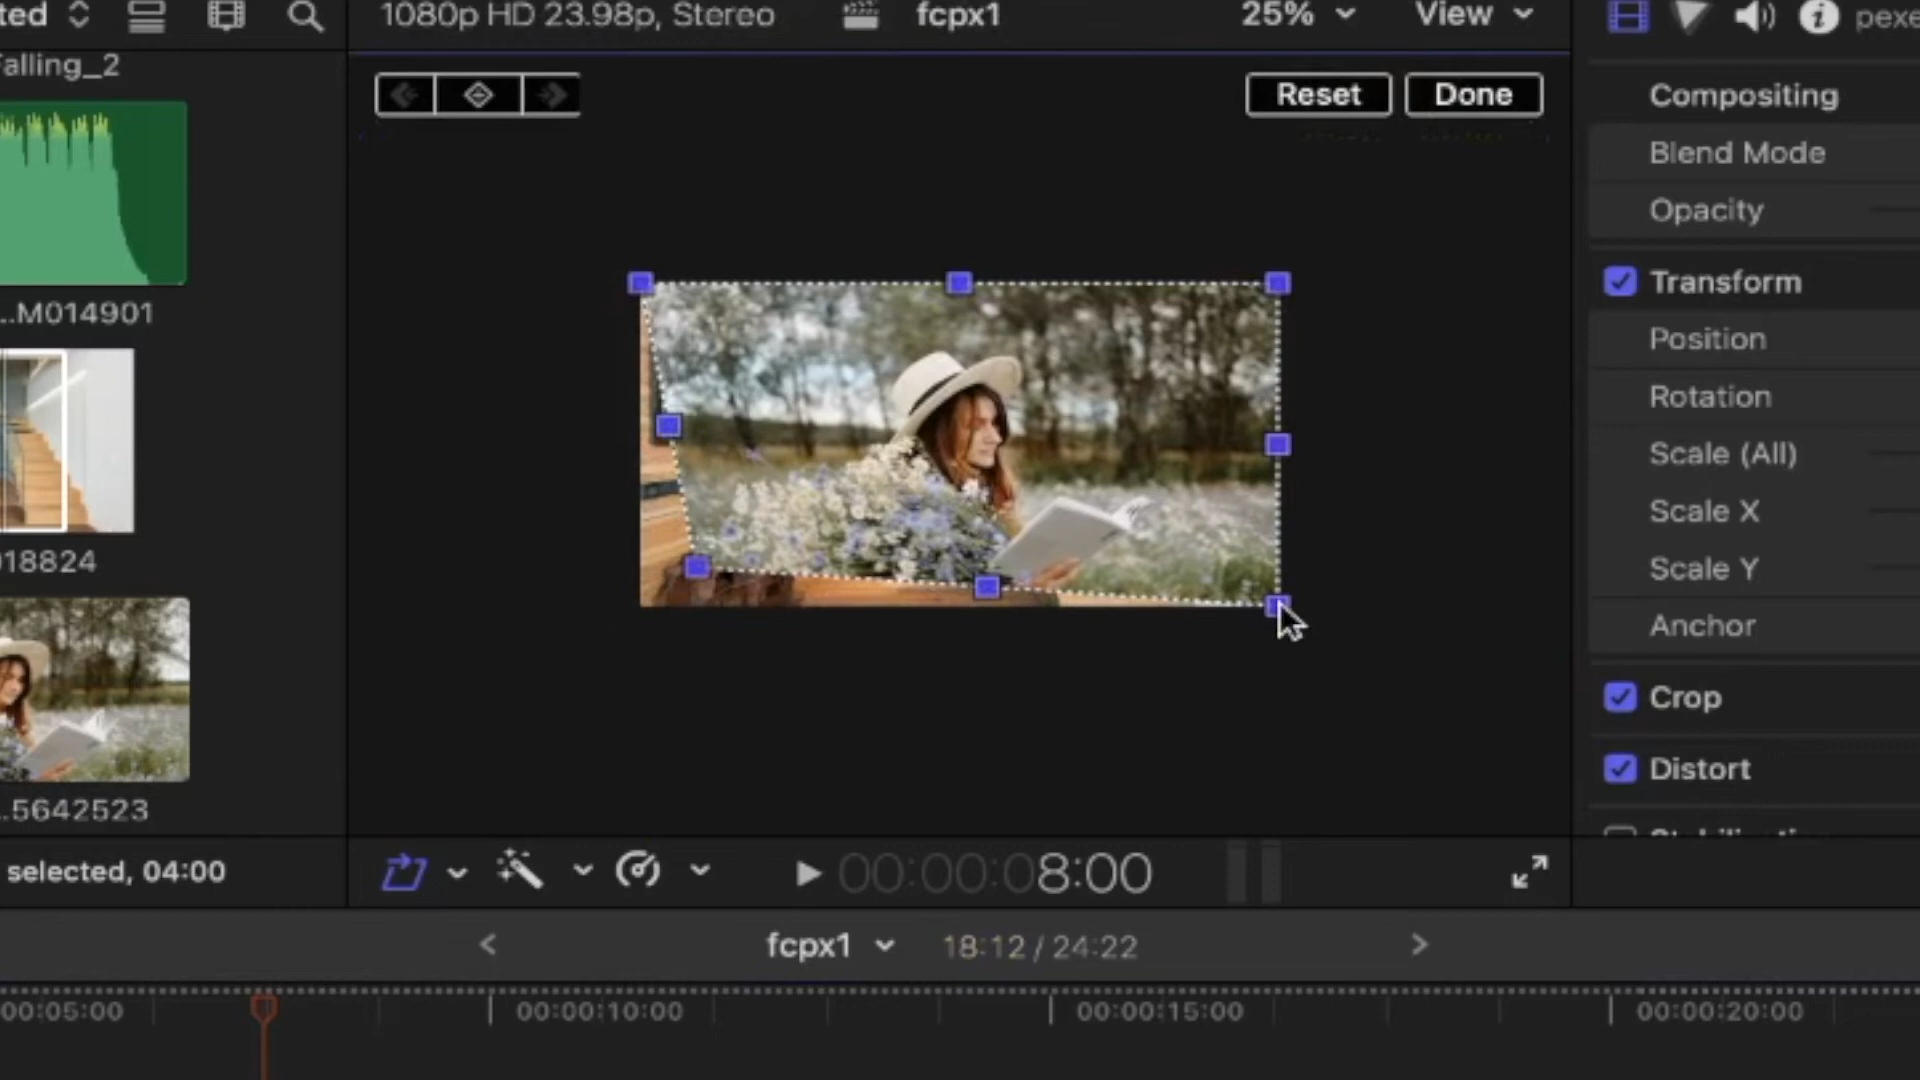 ted
1080p HD 23.98p, Stereo
fcpx1
25%
View
pexe
alling_2
Reset
Done
...M014901
018824
...5642523
Compositing
Blend Mode
Opacity
Transform
Position
Rotation
Scale (All)
Scale X
Scale Y
Anchor
Crop
Distort
selected, 04:00
00:00:08:00
fcpx1
18:12 / 24:22
00:05:00
00:00:10:00
00:00:15:00
00:00:20:00